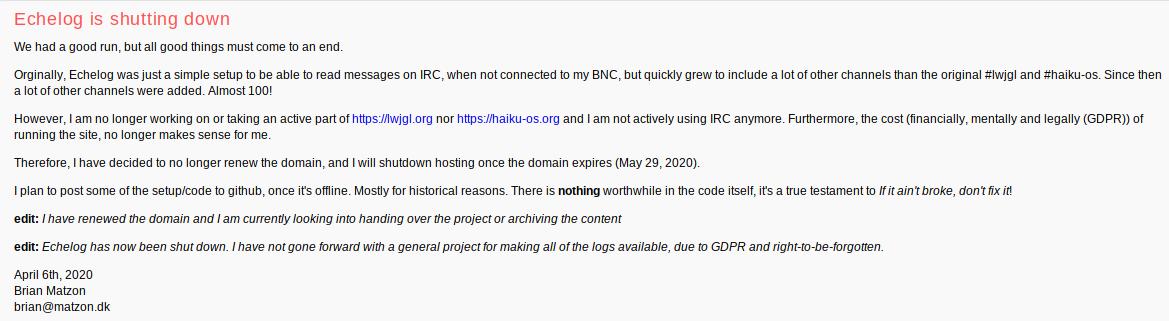 Echelog is shutting down
We had a good run, but all good things must come to an end.
Orginally, Echelog was just a simple setup to be able to read messages on IRC, when not connected to my BNC, but quickly grew to include a lot of other channels than the original #lwjgl and #haiku-os. Since then
a lot of other channels were added. Almost 100!
However, I am no longer working on or taking an active part of https://lwjgl.org nor https://haiku-os.org and I am not actively using IRC anymore. Furthermore, the cost (financially, mentally and legally (GDPR)) of
running the site, no longer makes sense for me.
Therefore, I have decided to no longer renew the domain, and I will shutdown hosting once the domain expires (May 29, 2020).
I plan to post some of the setup/code to github, once it's offline. Mostly for historical reasons. There is nothing worthwhile in the code itself, it's a true testament to If it ain't broke, don't fix it!
edit: I have renewed the domain and I am currently looking into handing over the project or archiving the content
edit: Echelog has now been shut down. I have not gone forward with a general project for making all of the logs available, due to GDPR and right-to-be-forgotten.
April 6th, 2020
Brian Matzon
brian@matzon.dk